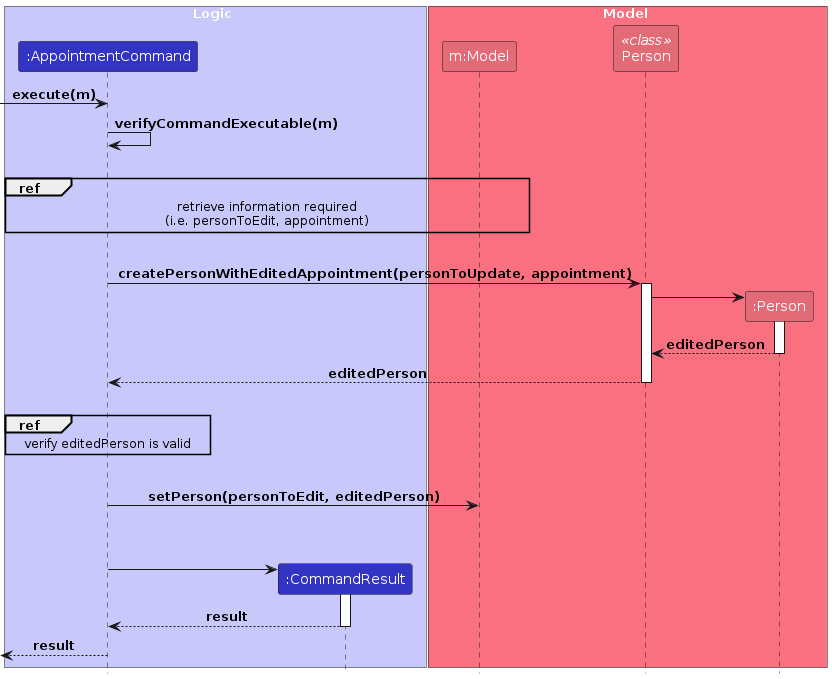 Logic
Model
:AppointmentCommand
m:Model
«class»
Person
execute(m)
verifyCommandExecutable(m)
ref
retrieve information required
(i.e. personToEdit, appointment)
createPersonWithEditedAppointment(personToUpdate, appointment)
:Person
editedPerson
editedPerson
ref
verify editedPerson is valid
setPerson(personToEdit, editedPerson)
:CommandResult
result
result